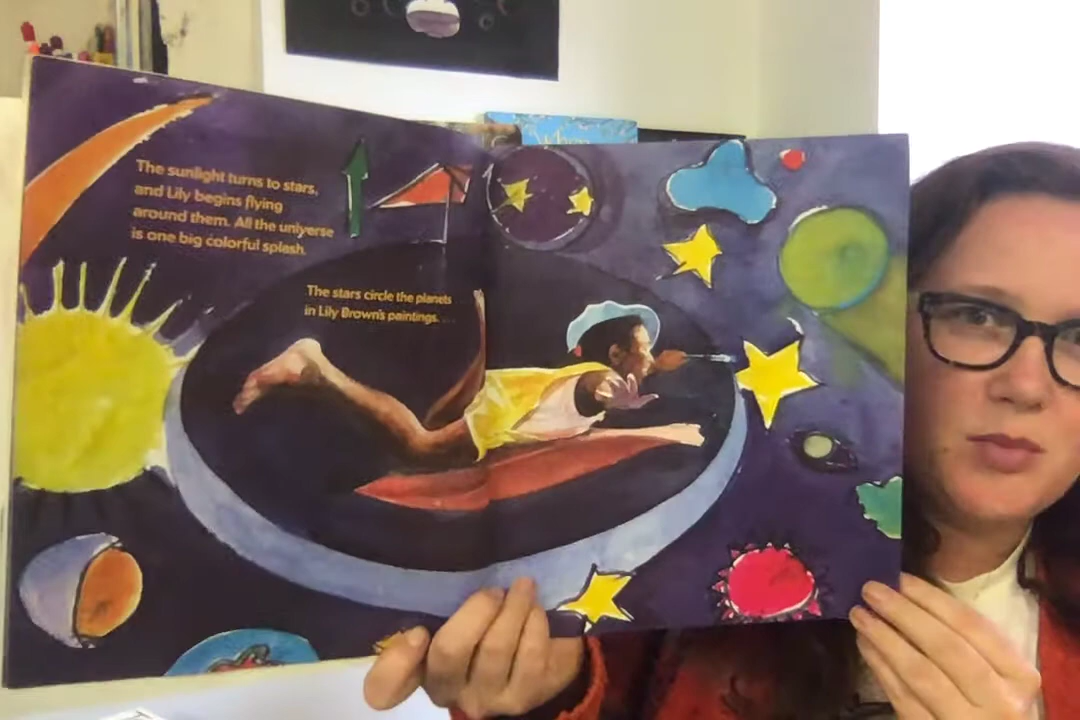 When
The sunlight turns to stars,
and Lily begins flying
around them. All the universe
is one big colorful splash.
The stars circle the planets
in Lily Brown's paintings.